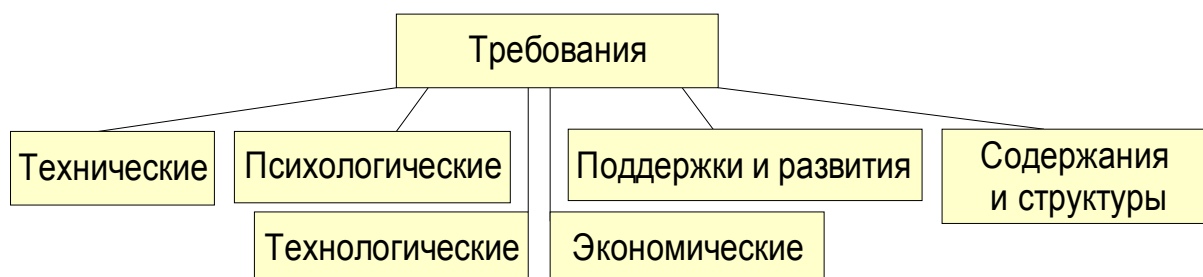 Требования
Технические
Психологические
Поддержки и развития
Содержания
и структуры
Технологические
Экономические